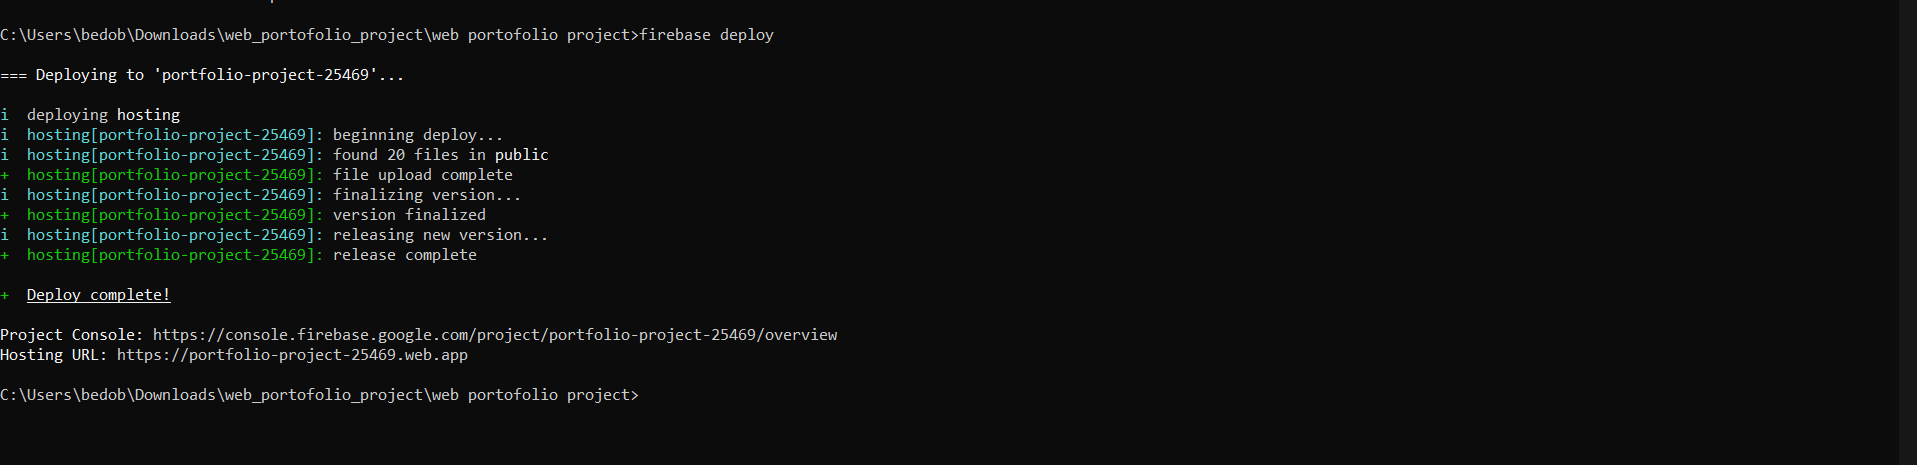 C:\Users\bedob\Downloads\web_portofolio_project\web portofolio project>firebase deploy
=== Deploying to 'portfolio-project-25469'...
i  deploying hosting
i  hosting[portfolio-project-25469]: beginning deploy...
i  hosting[portfolio-project-25469]: found 20 files in public
+  hosting[portfolio-project-25469]: file upload complete
i  hosting[portfolio-project-25469]: finalizing version...
+  hosting[portfolio-project-25469]: version finalized
i  hosting[portfolio-project-25469]: releasing new version...
+  hosting[portfolio-project-25469]: release complete
+  Deploy complete!
Project Console: https://console.firebase.google.com/project/portfolio-project-25469/overview
Hosting URL: https://portfolio-project-25469.web.app
C:\Users\bedob\Downloads\web_portofolio_project\web portofolio project>